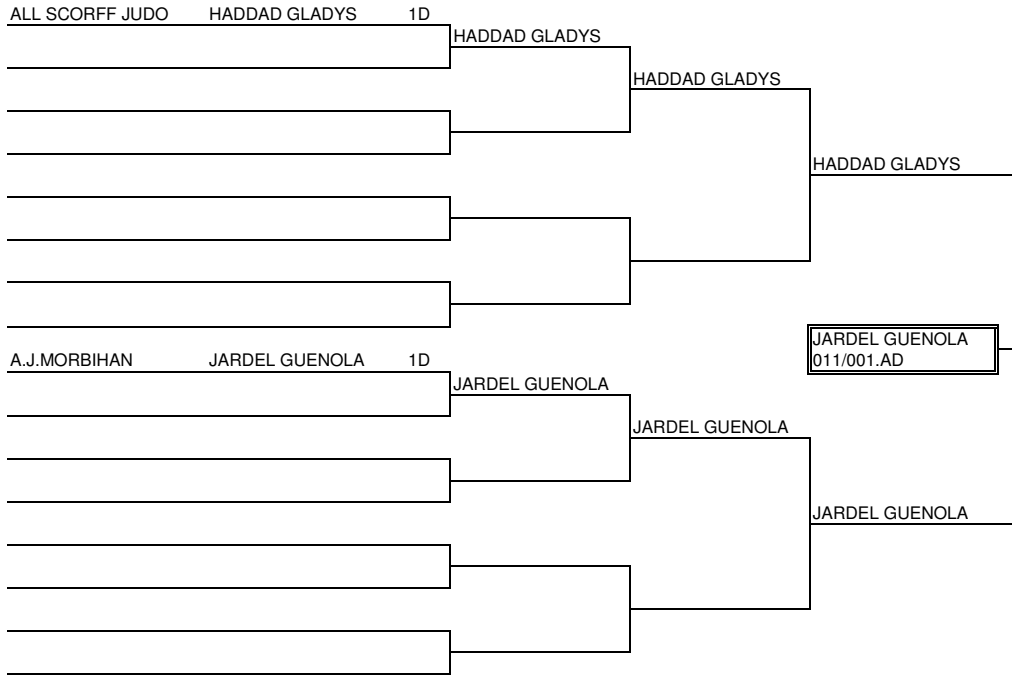 ALL SCORFF JUDO HADDAD GLADYS 1D
HADDAD GLADYS
HADDAD GLADYS
HADDAD GLADYS
JARDEL GUENOLA
011/001.AD
A.J.MORBIHAN JARDEL GUENOLA 1D
JARDEL GUENOLA
JARDEL GUENOLA
JARDEL GUENOLA